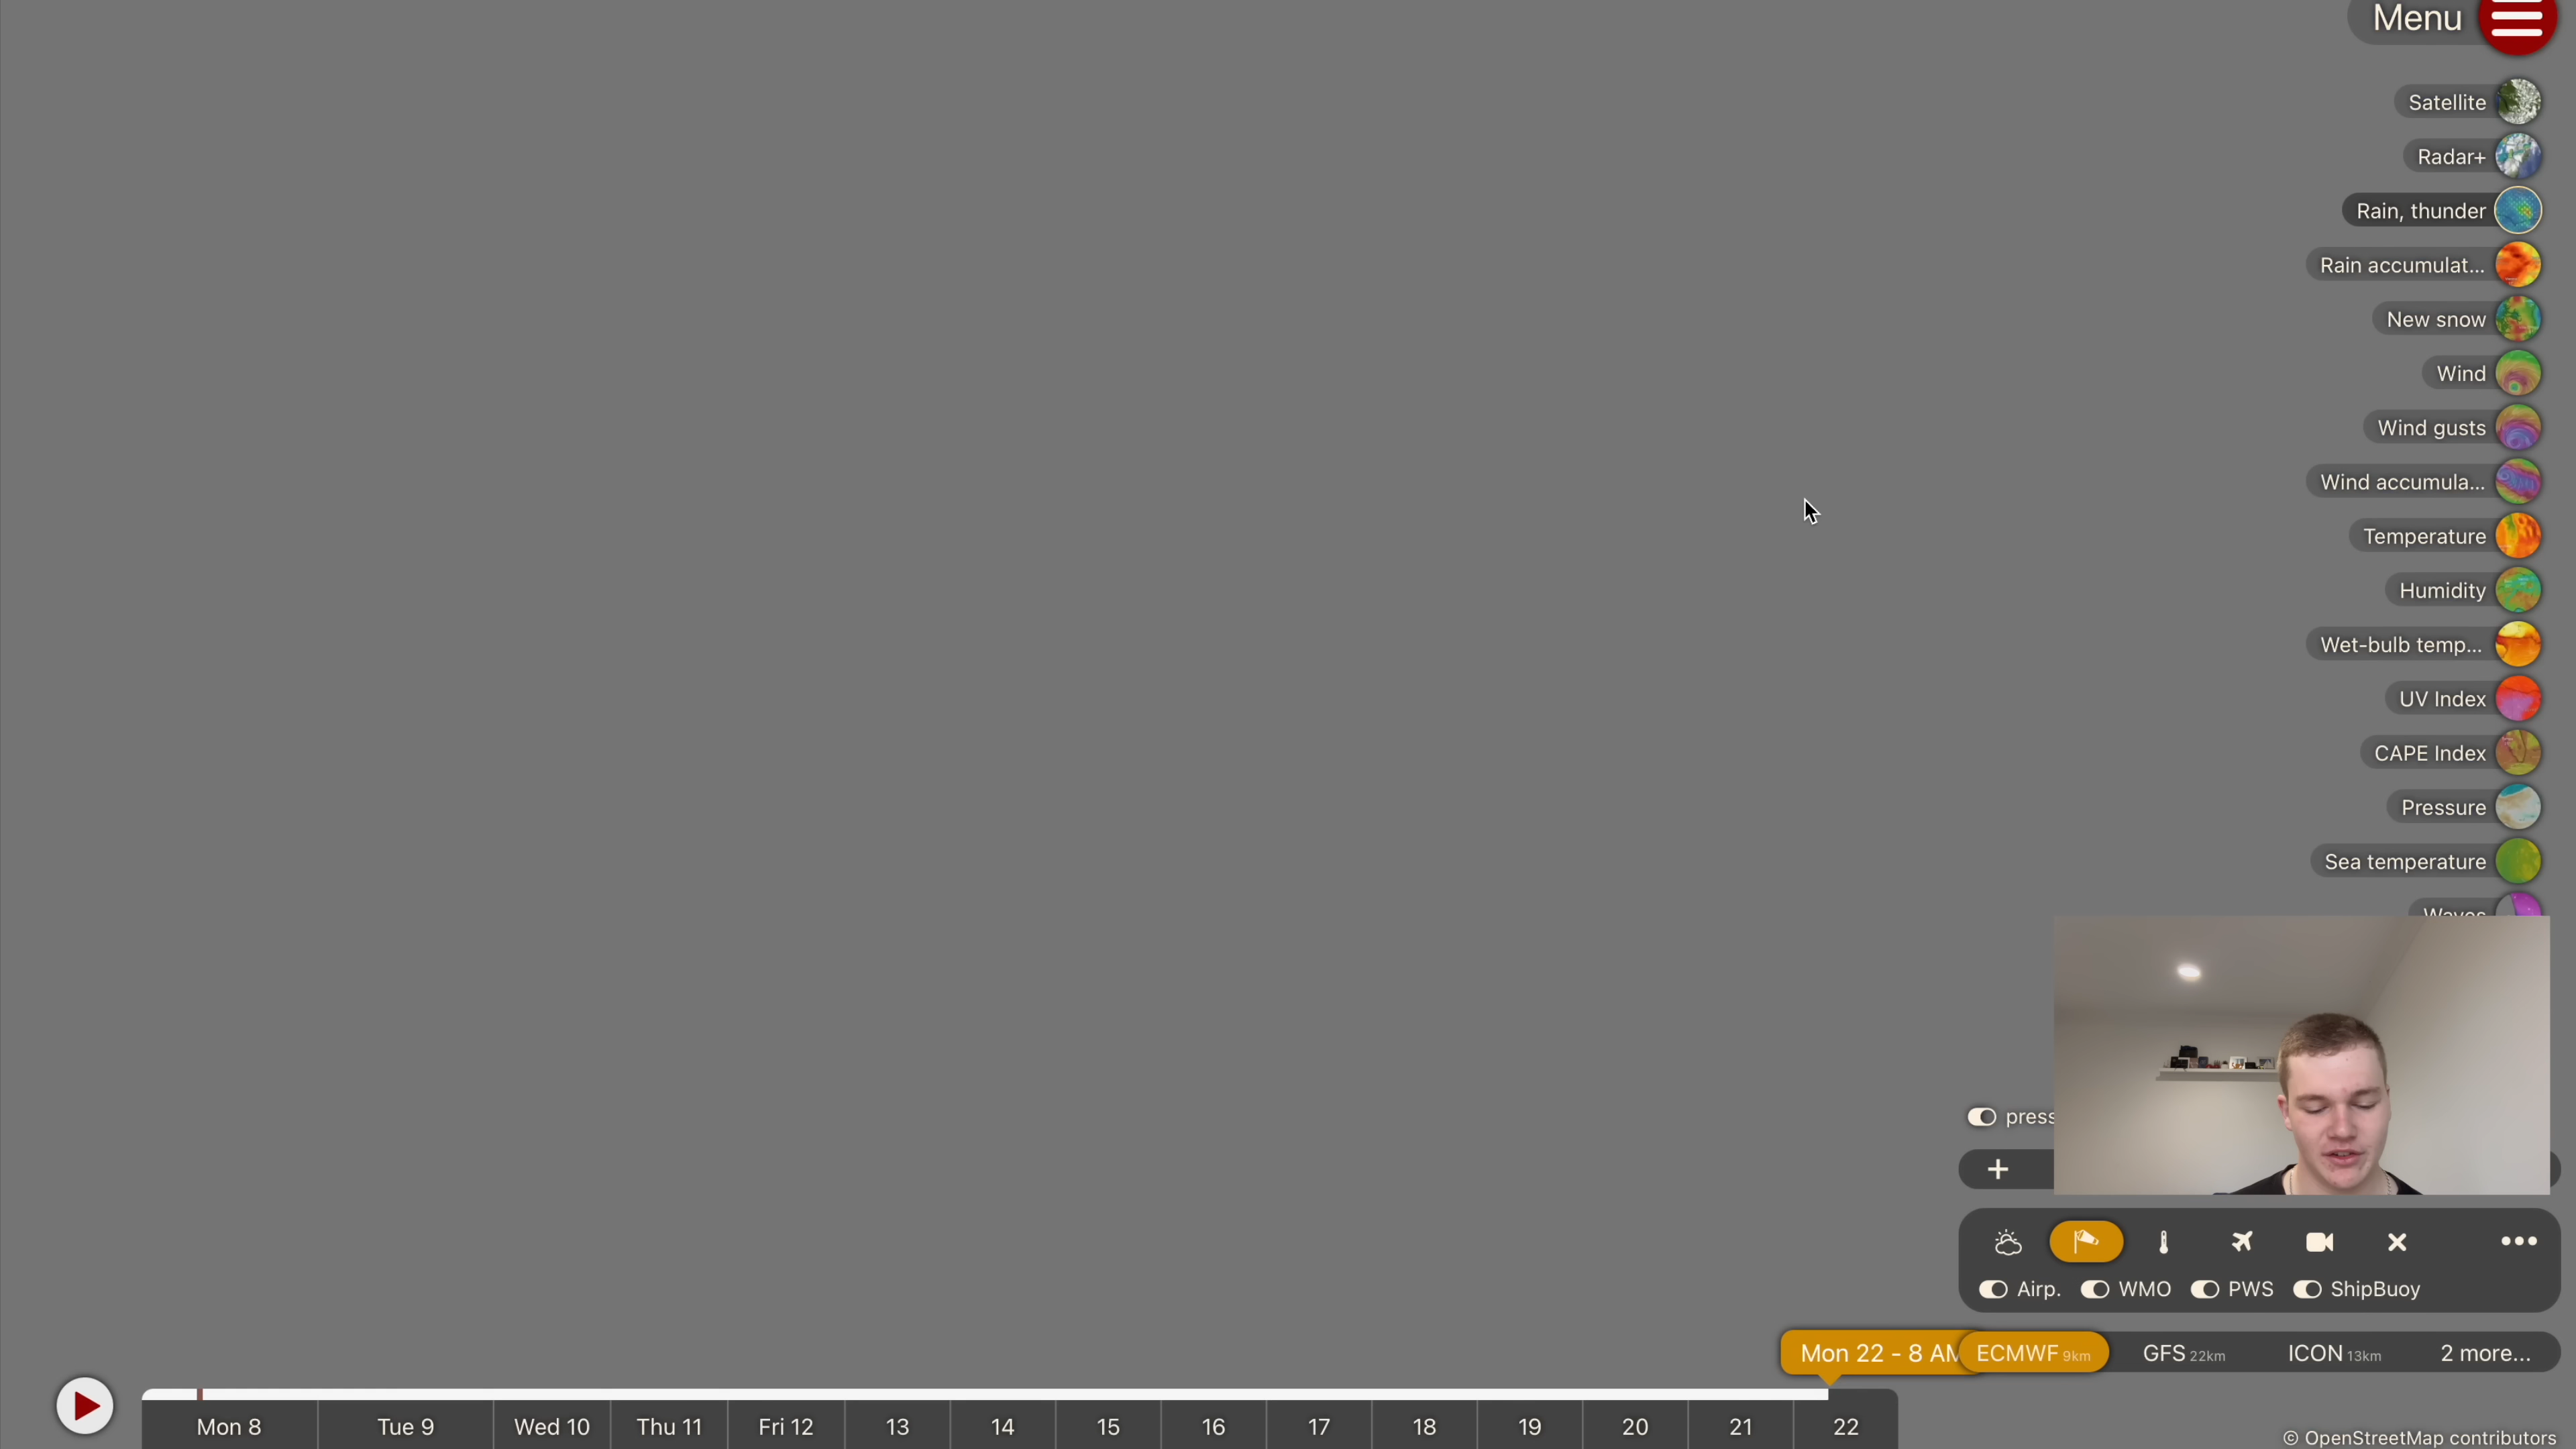 Menu
Satellite
Radar+
Rain, thunder
Rain accumulat...
New snow
Wind
Wind gusts
Wind accumula...
Temperature
Humidity
Wet-bulb temp...
UV Index
CAPE Index
Pressure
Sea temperature
Waves
press
Airp. WMO PWS ShipBuoy
Mon 22 - 8 AM ECMWF 9km GFS 22km ICON 13km 2 more...
Mon 8 Tue 9 Wed 10 Thu 11 Fri 12 13 14 15 16 17 18 19 20 21 22
© OpenStreetMap contributors